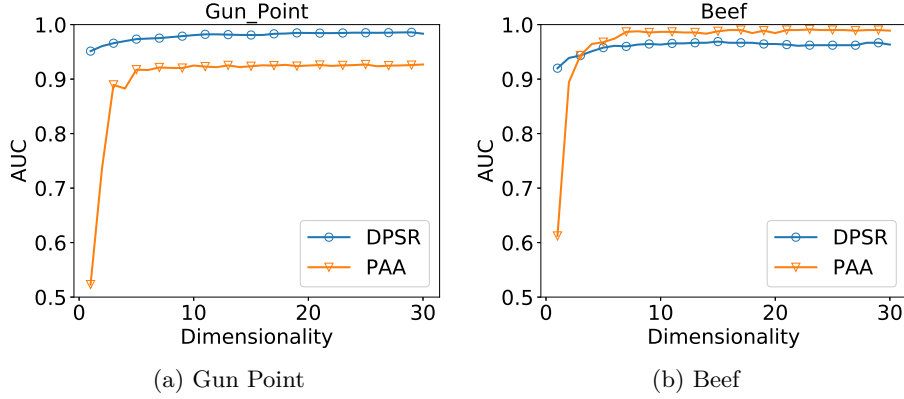 Gun_Point
1.0
0.9
0.8
0.7
0.6
0.5
AUC
DPSR
PAA
0 10 20 30
Dimensionality
(a) Gun Point
Beef
1.0
0.9
0.8
0.7
0.6
0.5
AUC
DPSR
PAA
0 10 20 30
Dimensionality
(b) Beef